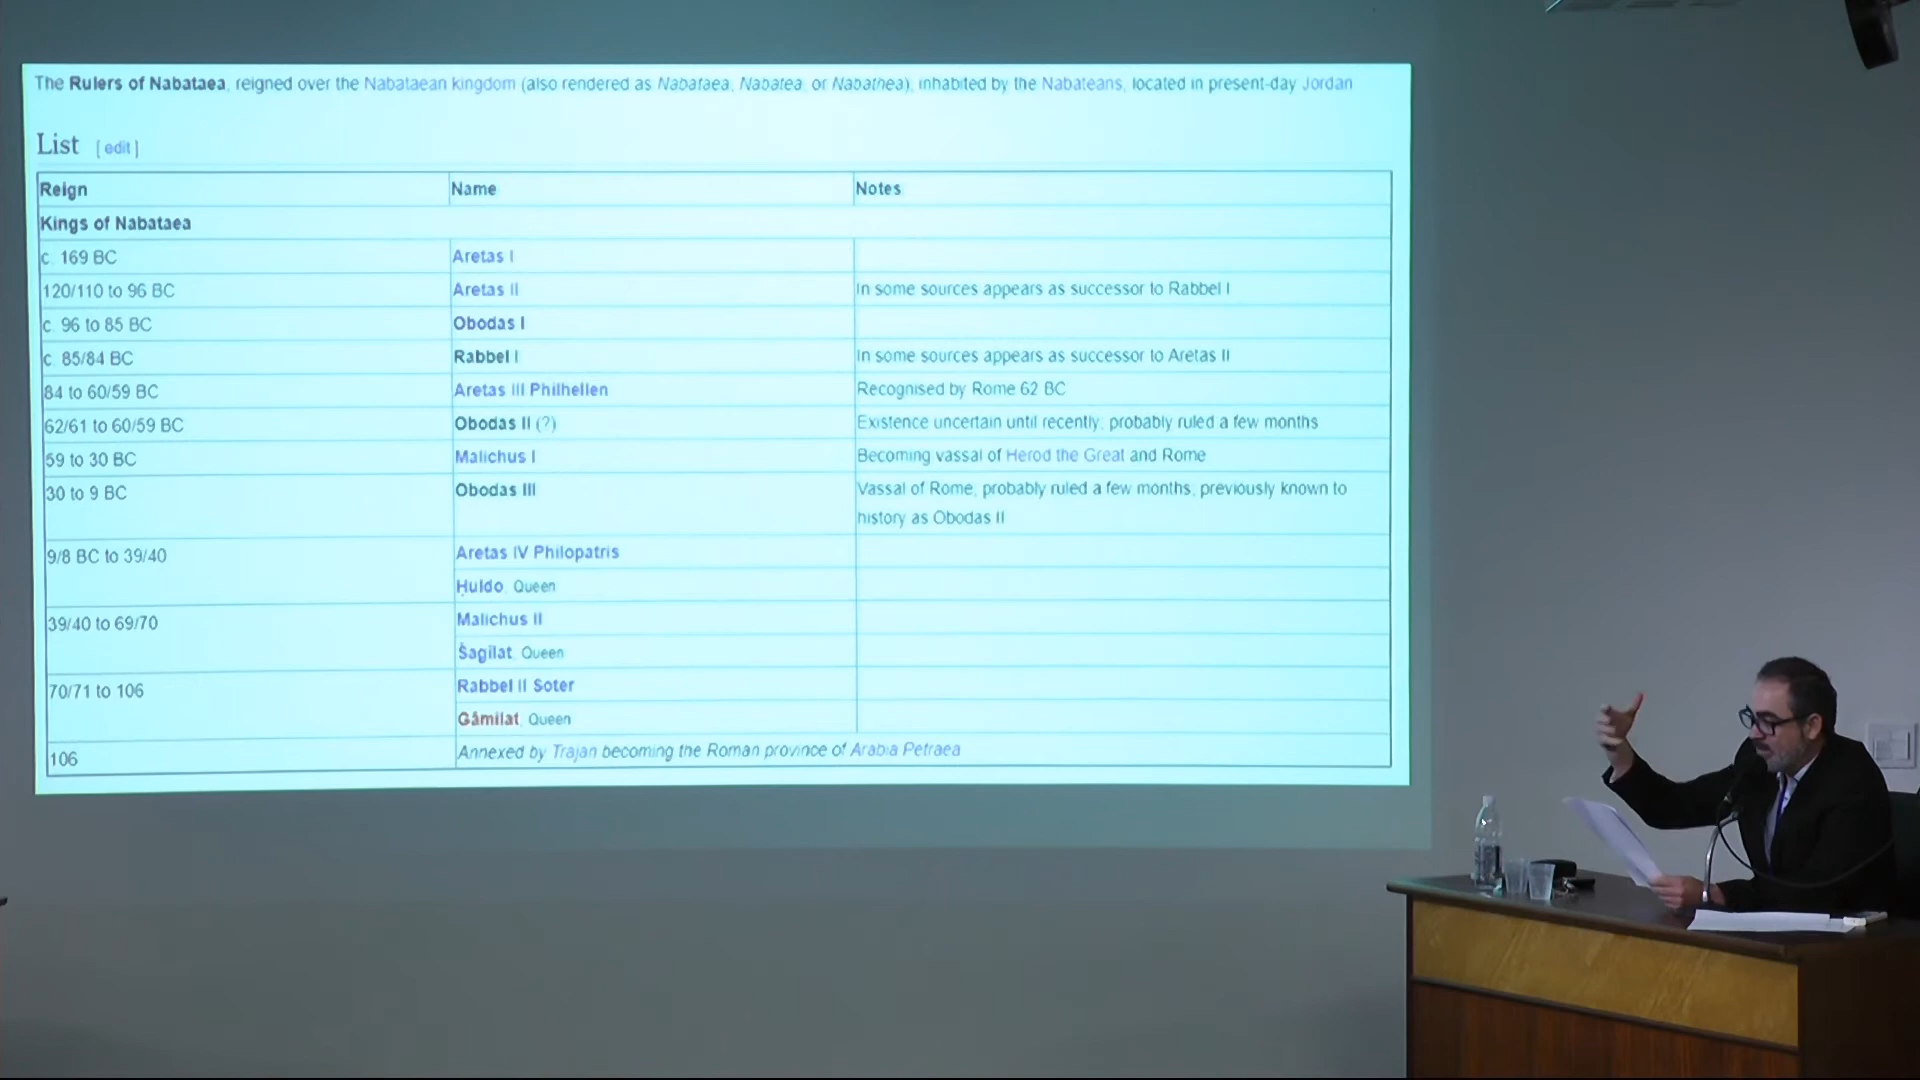 The Rulers of Nabataea, reigned over the Nabataean kingdom (also rendered as Nabataea, Nabatea, or Nabathea), inhabited by the Nabateans, located in present-day Jordan
List [ edit ]
Reign Name Notes
Kings of Nabataea
c. 169 BC Aretas I
120/110 to 96 BC Aretas II In some sources appears as successor to Rabbel I
c. 96 to 85 BC Obodas I
c. 85/84 BC Rabbel I In some sources appears as successor to Aretas II
84 to 60/59 BC Aretas III Philhellen Recognised by Rome 62 BC
62/61 to 60/59 BC Obodas II (?) Existence uncertain until recently; probably ruled a few months
59 to 30 BC Malichus I Becoming vassal of Herod the Great and Rome
30 to 9 BC Obodas III Vassal of Rome, probably ruled a few months, previously known to
history as Obodas II
9/8 BC to 39/40 Aretas IV Philopatris
Ḥuldo, Queen
39/40 to 69/70 Malichus II
Šagīlat, Queen
70/71 to 106 Rabbel II Soter
Gāmilat, Queen
106 Annexed by Trajan becoming the Roman province of Arabia Petraea